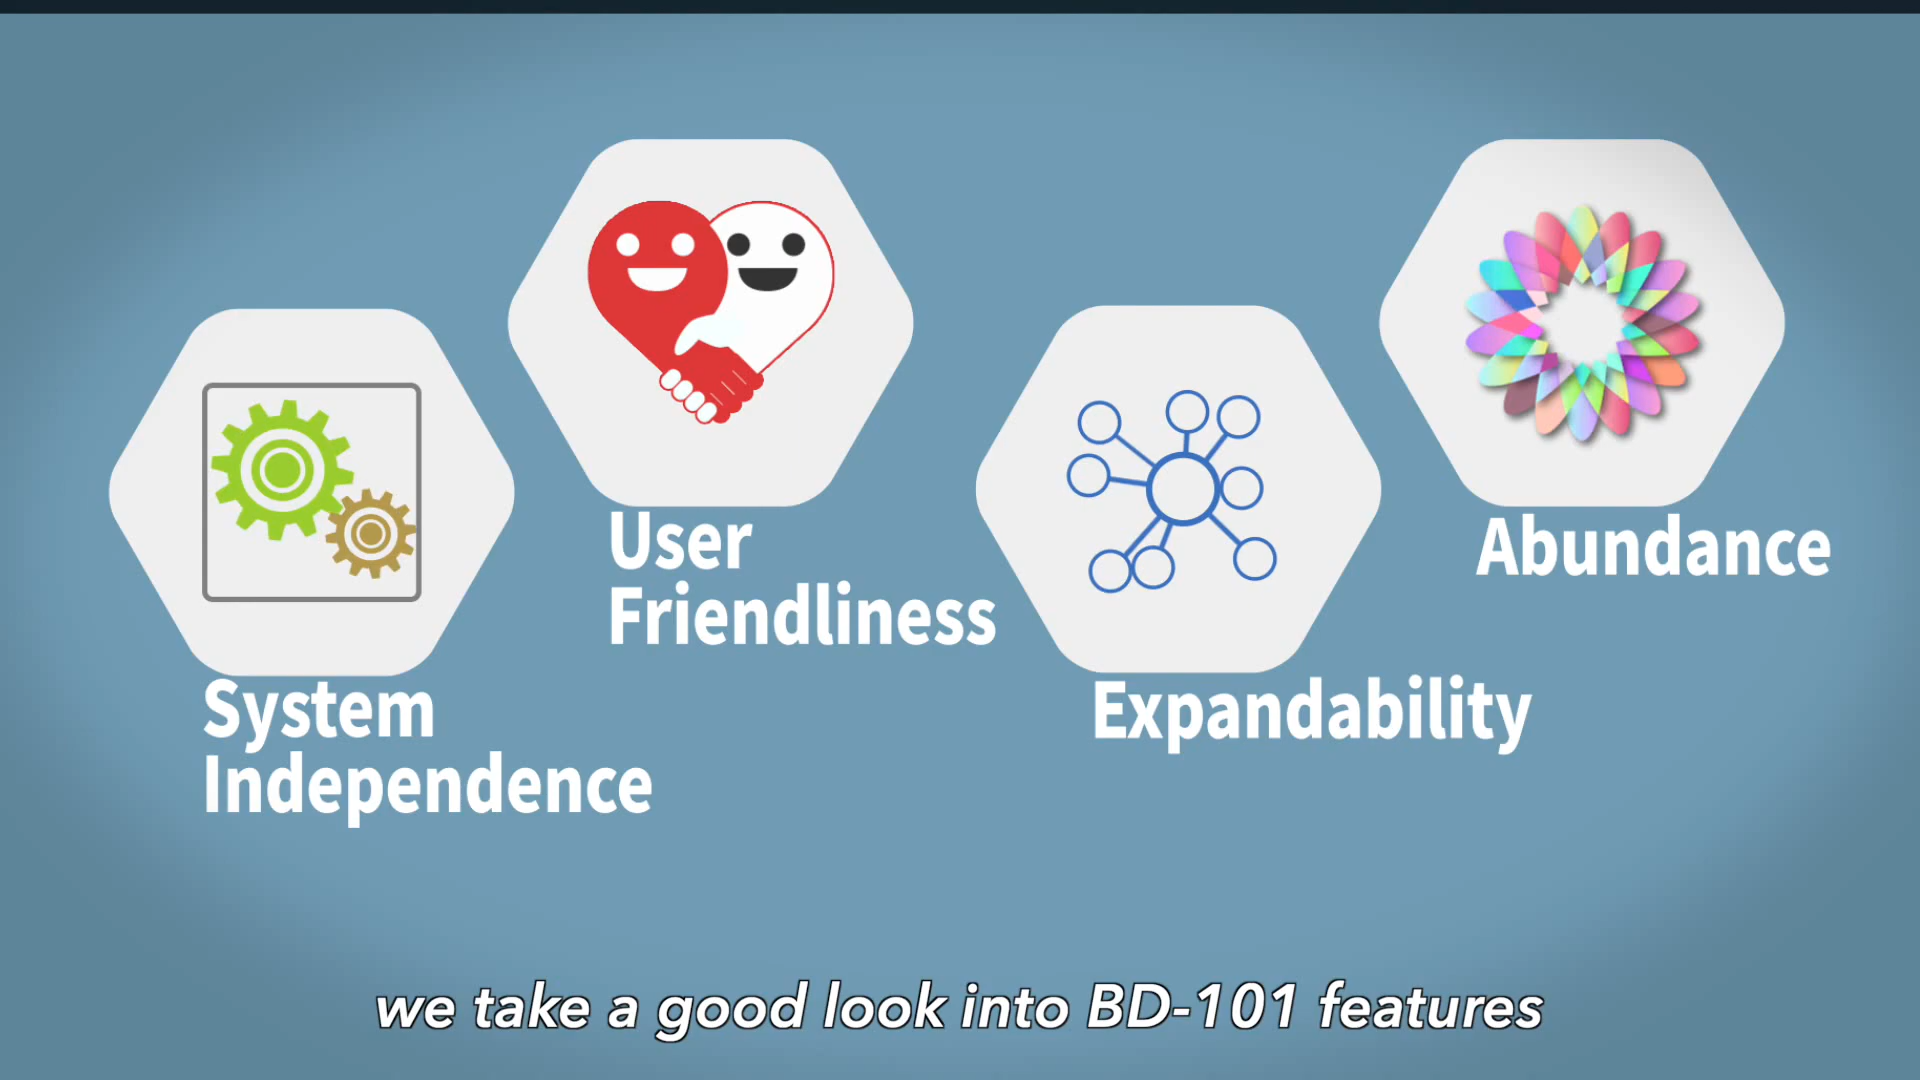 System
Independence
User
Friendliness
Expandability
Abundance
we take a good look into BD-101 features